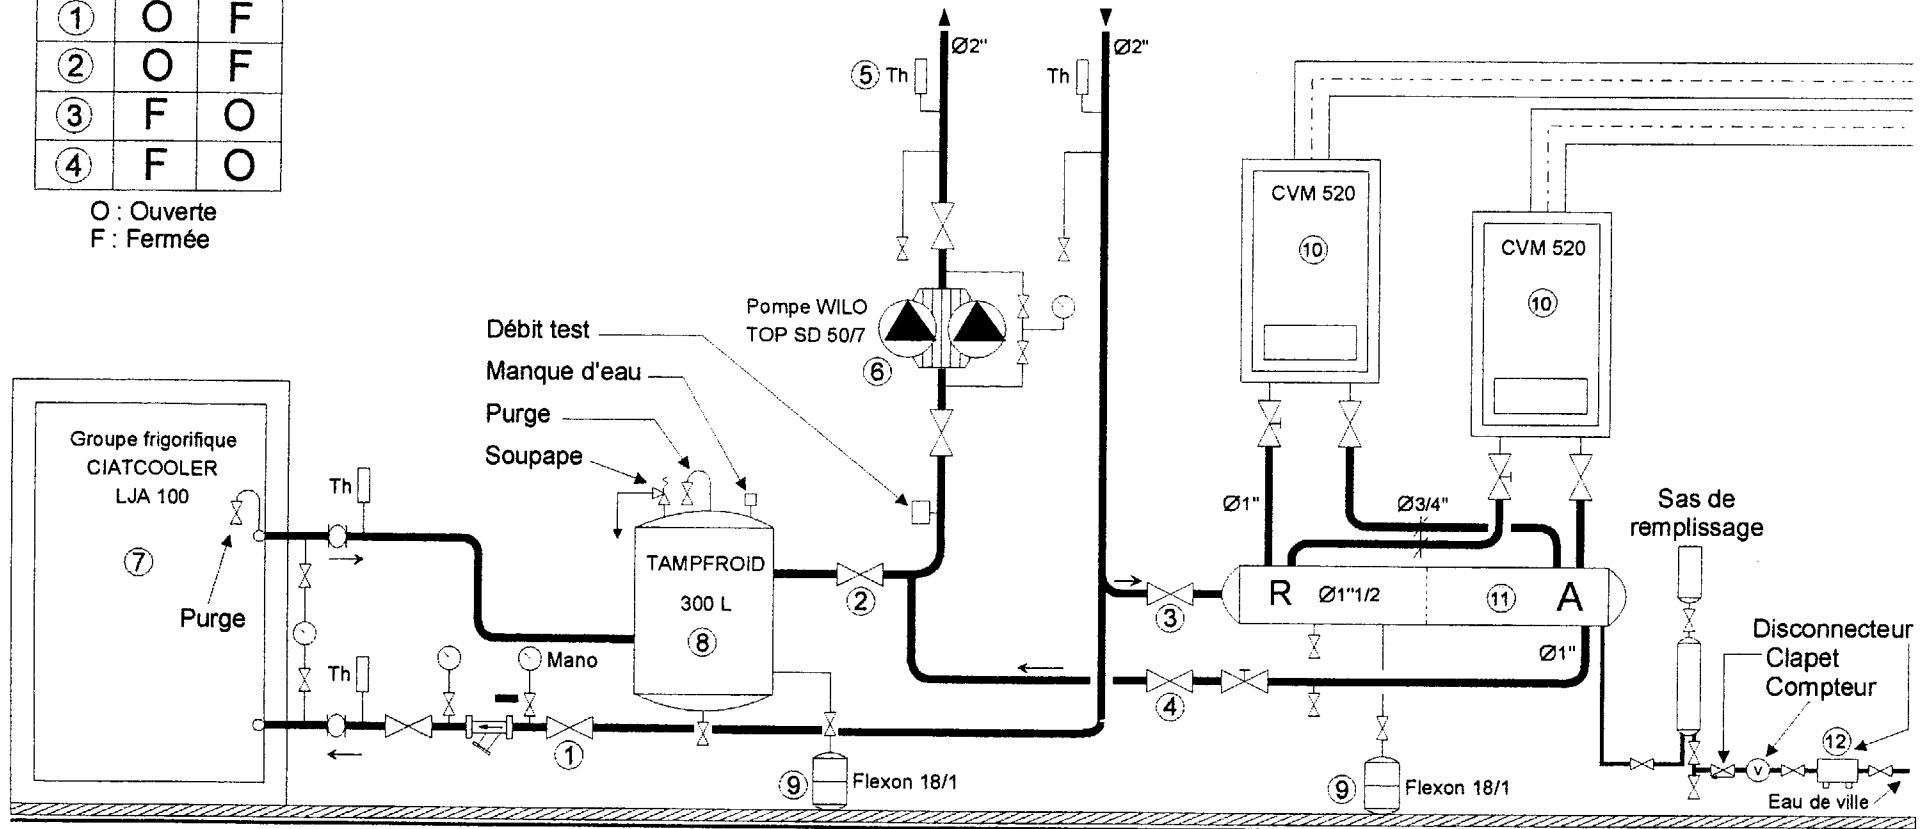 1 O F
2 O F
3 F O
4 F O
O : Ouverte
F : Fermée
Ø2"
Ø2"
5 Th
Th
CVM 520
10
CVM 520
10
Pompe WILO
TOP SD 50/7
6
Débit test
Manque d'eau
Purge
Soupape
Groupe frigorifique
CIATCOOLER
LJA 100
7
Purge
Th
Th
Mano
1
TAMPFROID
300 L
8
2
9
Flexon 18/1
Ø1"
Ø3/4"
R
Ø1"1/2
11
A
3
4
Ø1"
9
Flexon 18/1
Sas de
remplissage
Disconnecteur
Clapet
Compteur
V
12
Eau de ville